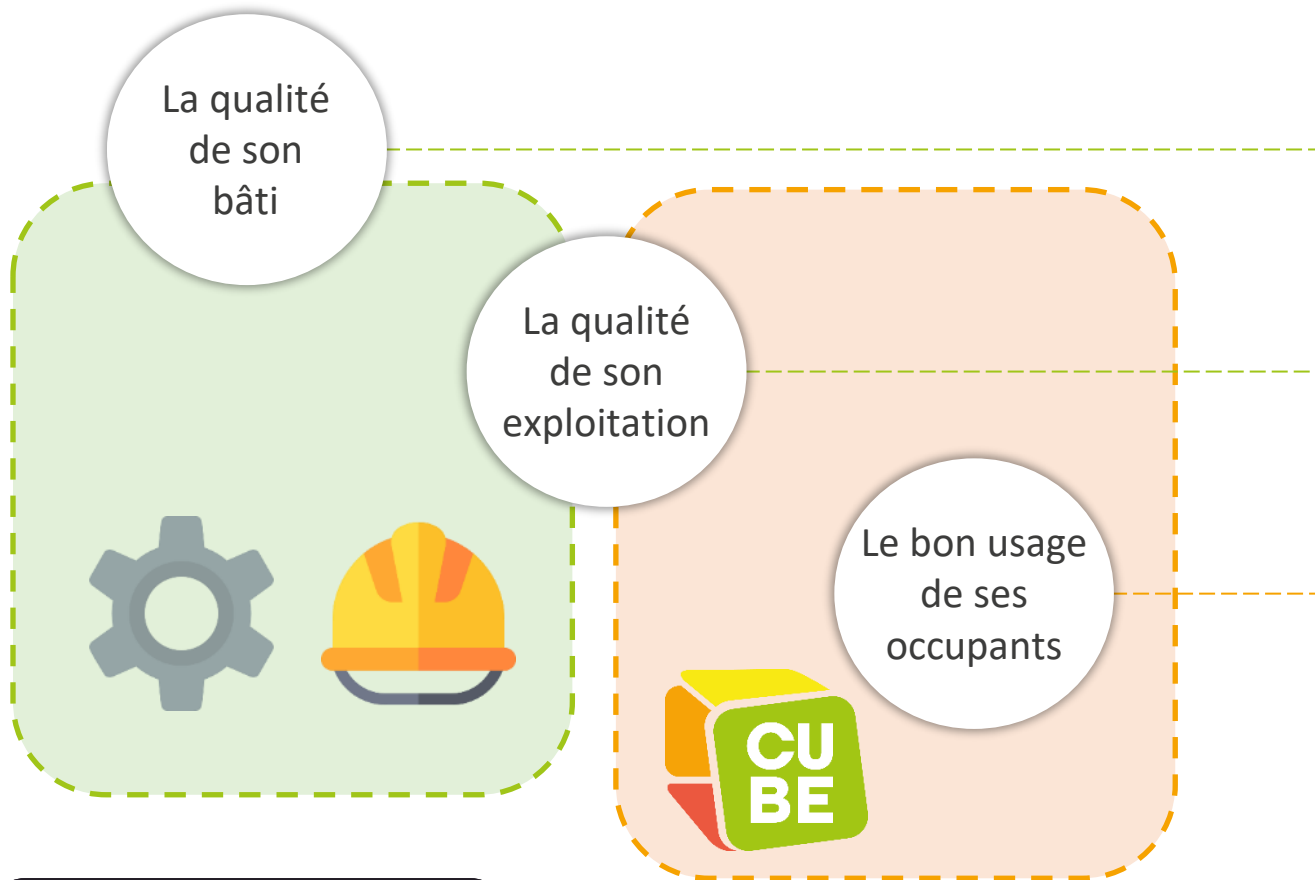 La qualité
de son
bâti
La qualité
de son
exploitation
Le bon usage
de ses
occupants
CU
BE